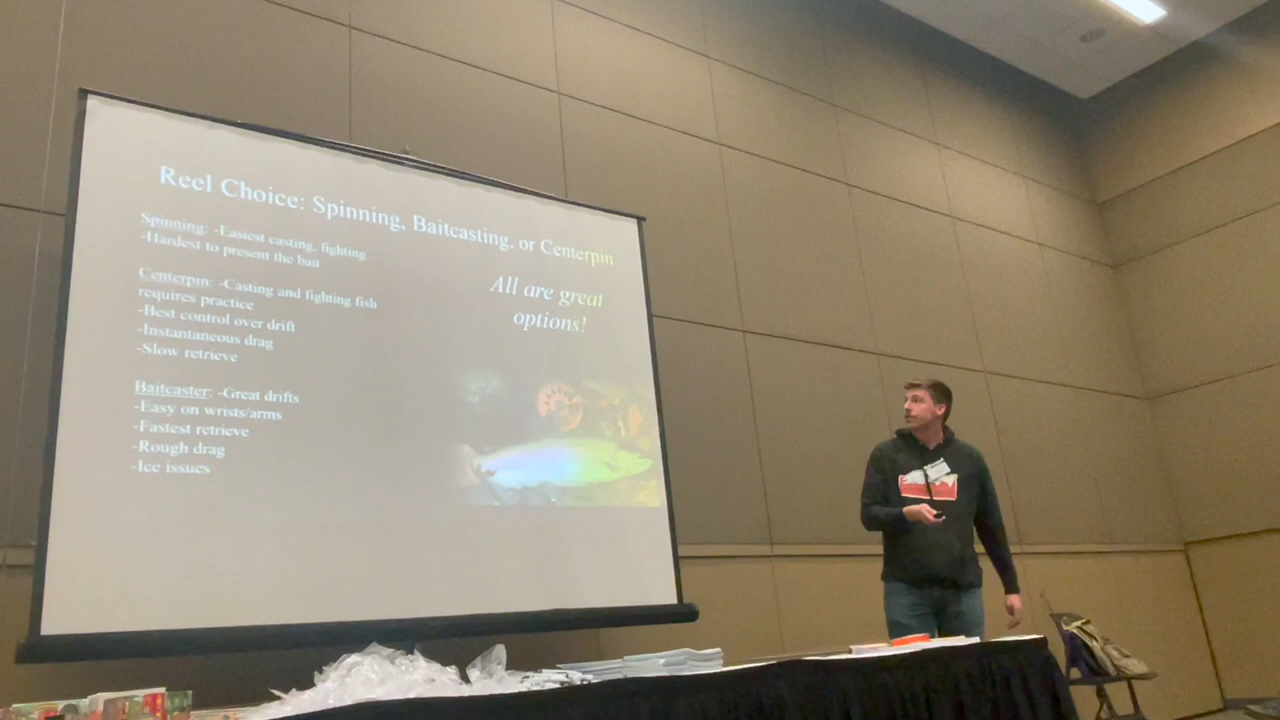 Reel Choice: Spinning, Baitcasting, or Centerpin
Spinning: -Easiest casting, fighting
-Hardest to present the bait
Centerpin: -Casting and fighting fish
requires practice
-Best control over drift
-Instantaneous drag
-Slow retrieve
Baitcaster: -Great drifts
-Easy on wrists/arms
-Fastest retrieve
-Rough drag
-Ice issues
All are great
options!